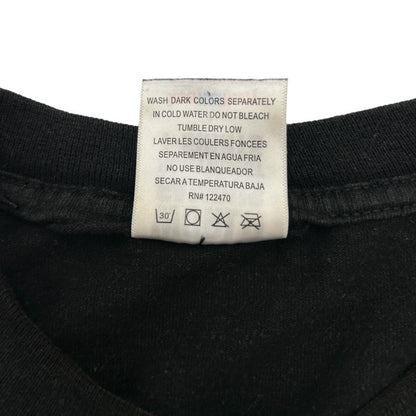 WASH DARK COLORS SEPARATELY
IN COLD WATER DO NOT BLEACH
TUMBLE DRY LOW
LAVER LES COULERS FONCEES
SEPAREMENT EN AGUA FRIA
NO USE BLANQUEADOR
SECAR A TEMPERATURA BAJA
RN# 122470
30°